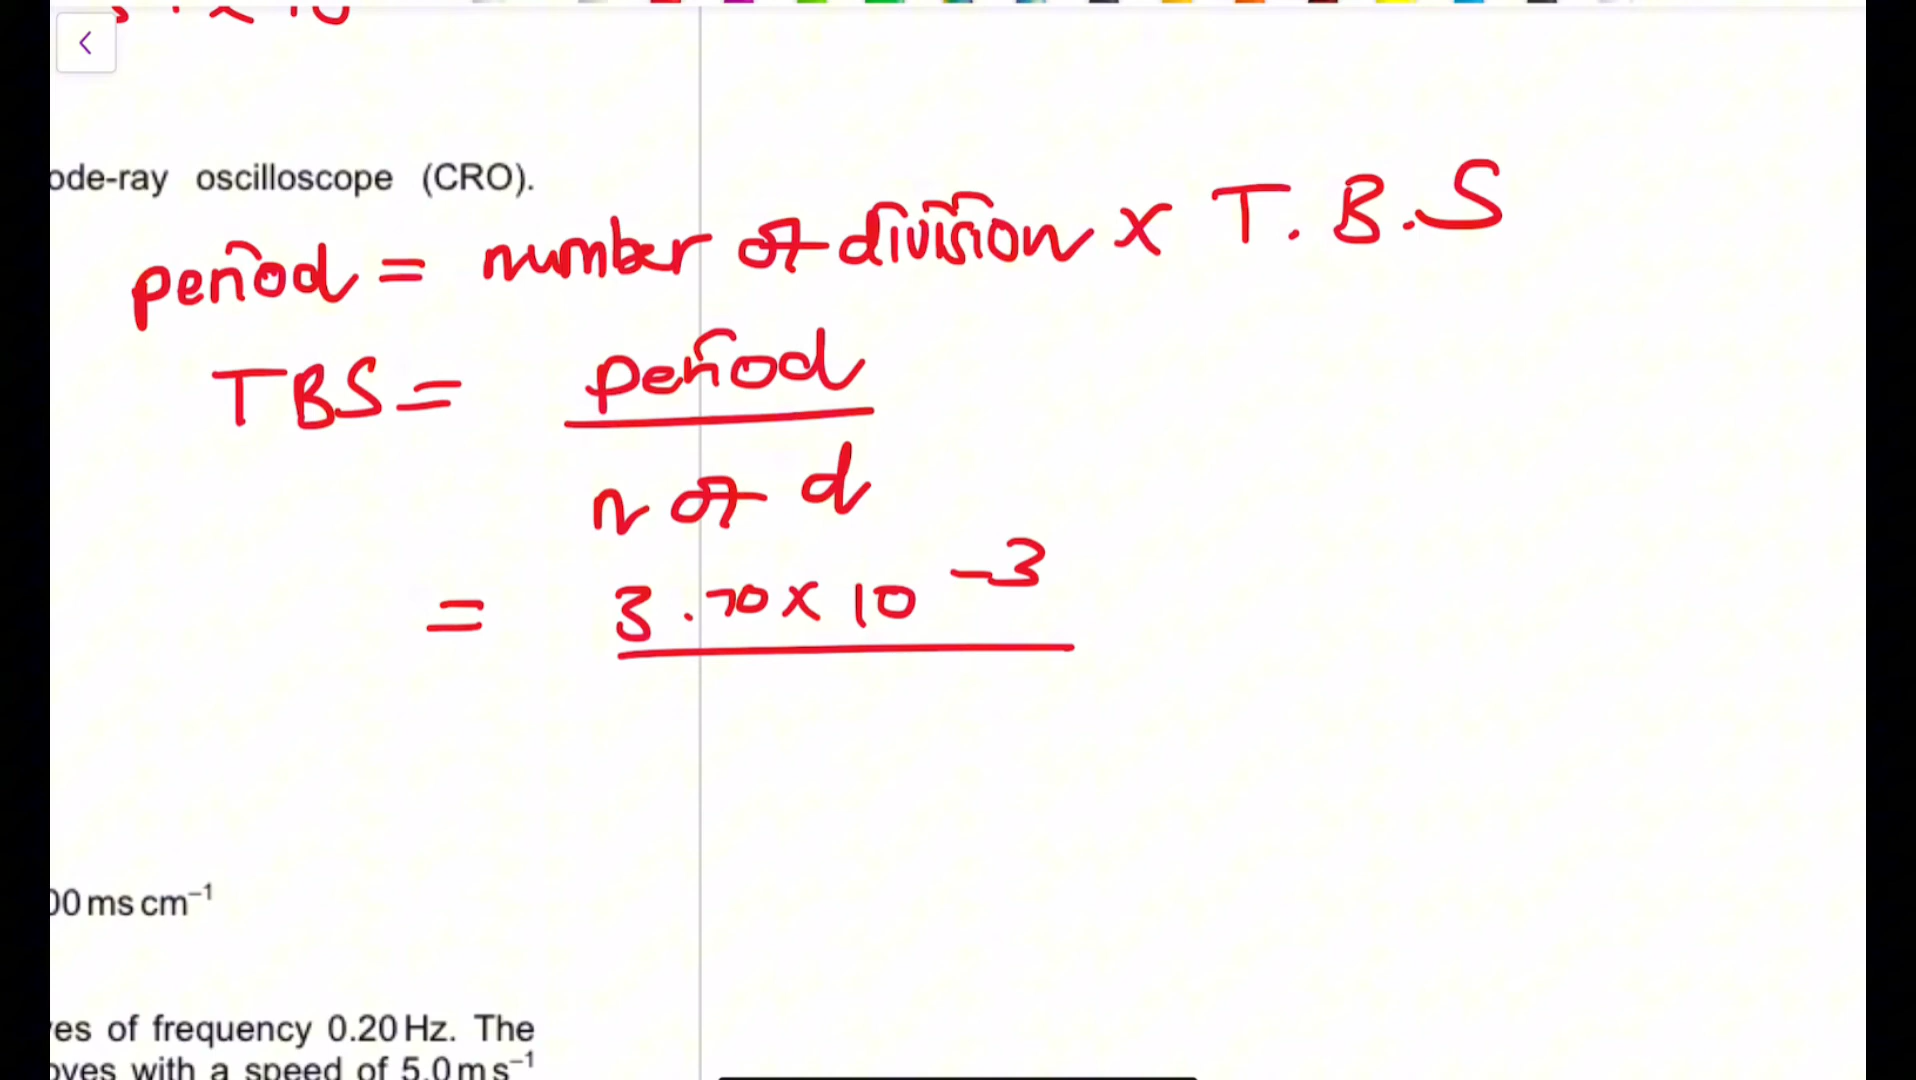 ode-ray oscilloscope (CRO).
period = number of division x T.B.S
TBS = period
n of d
= 3.70 x 10 -3
00 ms cm⁻¹
es of frequency 0.20 Hz. The
oves with a speed of 5.0 m s⁻¹